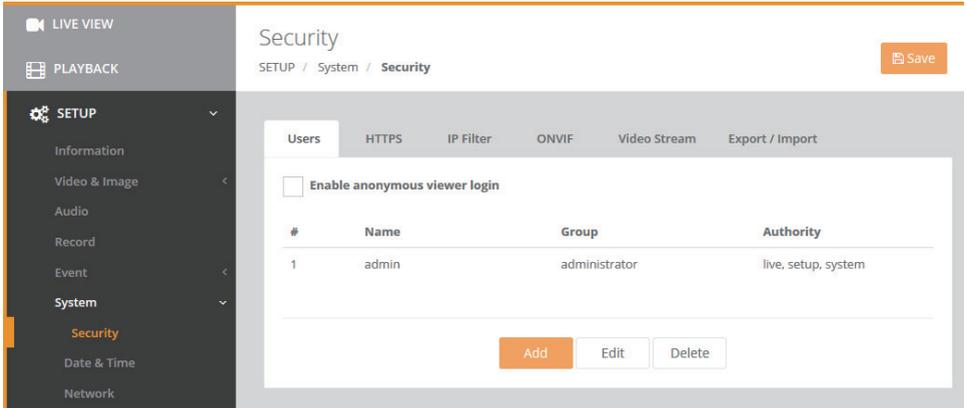 LIVE VIEW
PLAYBACK
SETUP
Information
Video & Image
Audio
Record
Event
System
Security
Date & Time
Network
Security
SETUP / System / Security
Save
Users HTTPS IP Filter ONVIF Video Stream Export / Import
Enable anonymous viewer login
# Name Group Authority
1 admin administrator live, setup, system
Add Edit Delete